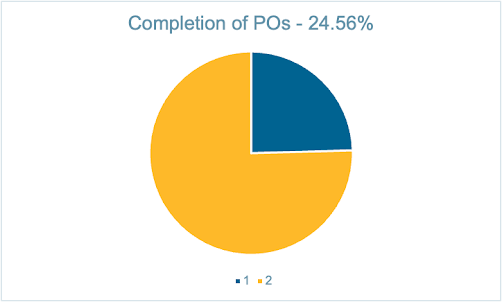 Completion of POs - 24.56%
1 2